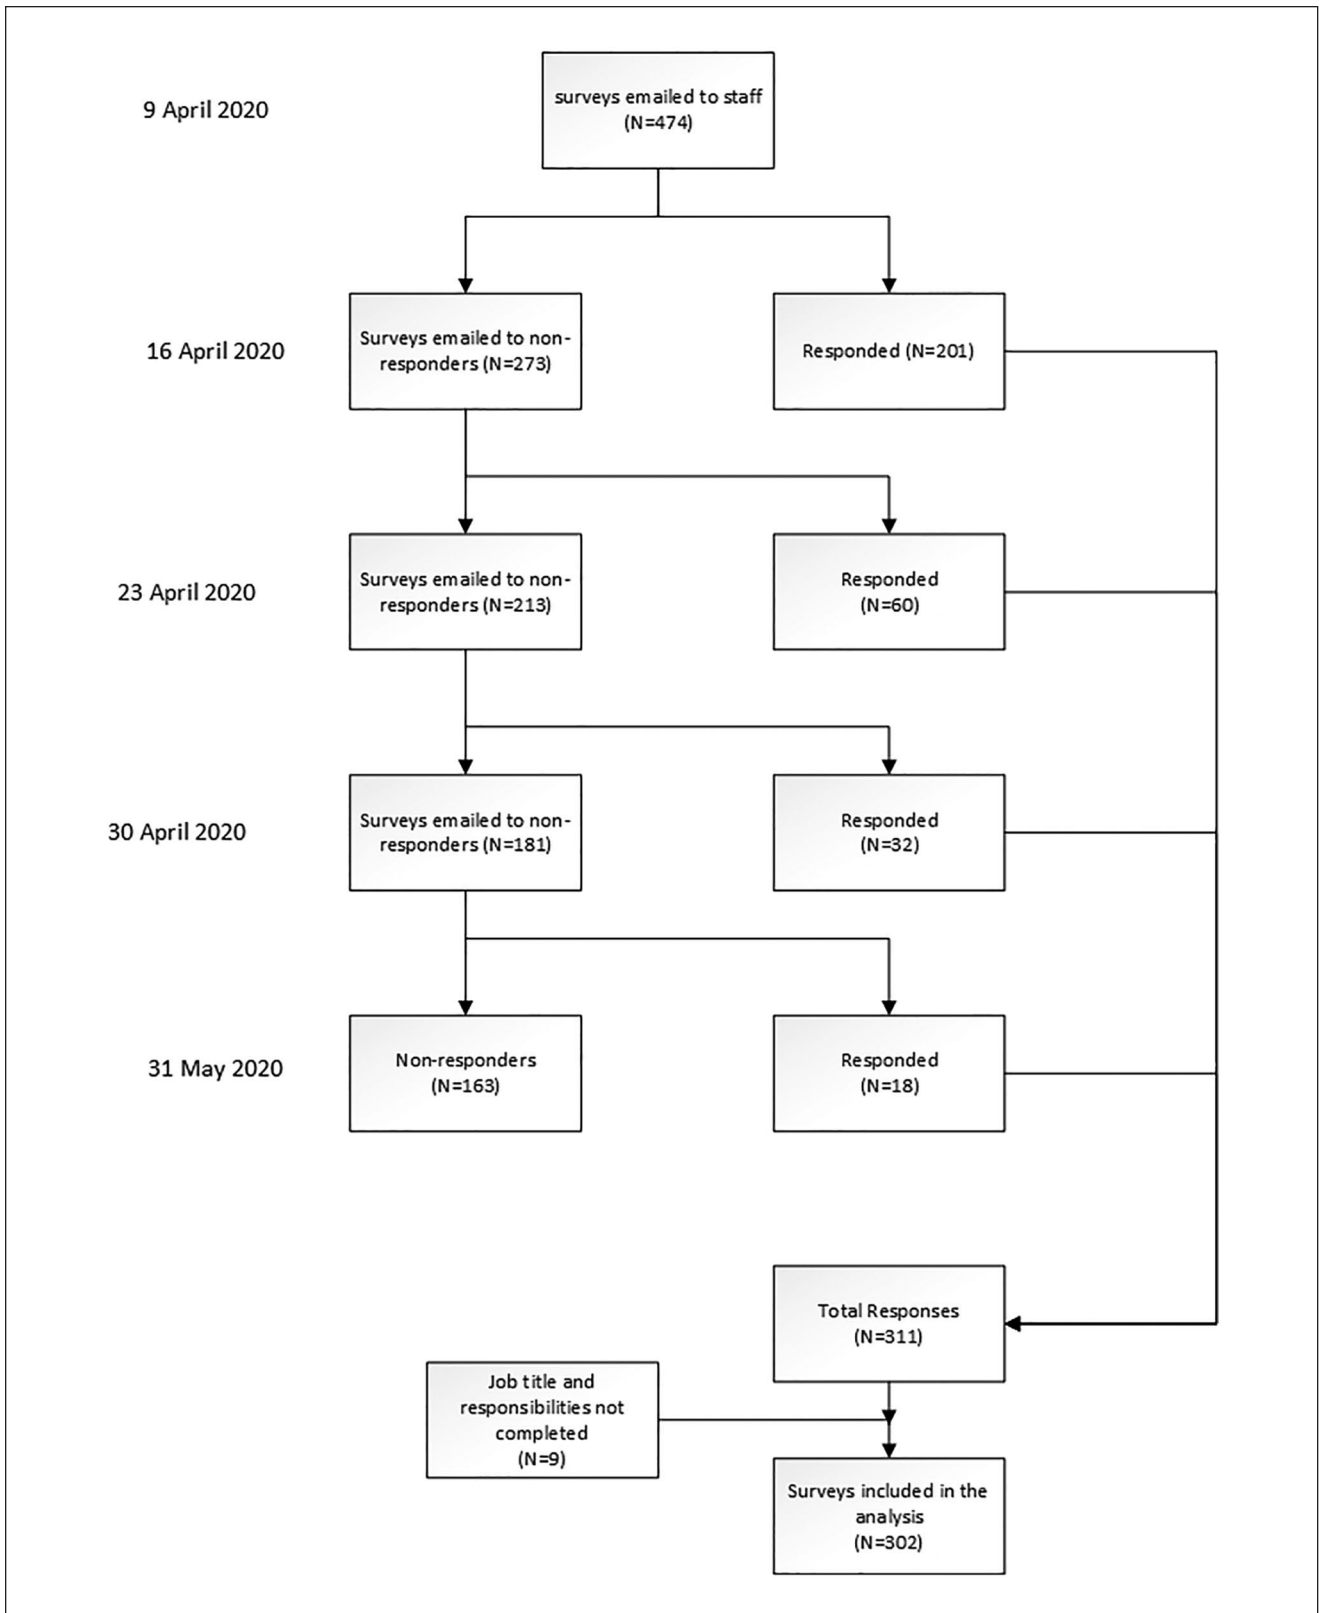 9 April 2020
surveys emailed to staff
(N=474)
16 April 2020
Surveys emailed to non-
responders (N=273)
Responded (N=201)
23 April 2020
Surveys emailed to non-
responders (N=213)
Responded
(N=60)
30 April 2020
Surveys emailed to non-
responders (N=181)
Responded
(N=32)
31 May 2020
Non-responders
(N=163)
Responded
(N=18)
Total Responses
(N=311)
Job title and
responsibilities not
completed
(N=9)
Surveys included in the
analysis
(N=302)